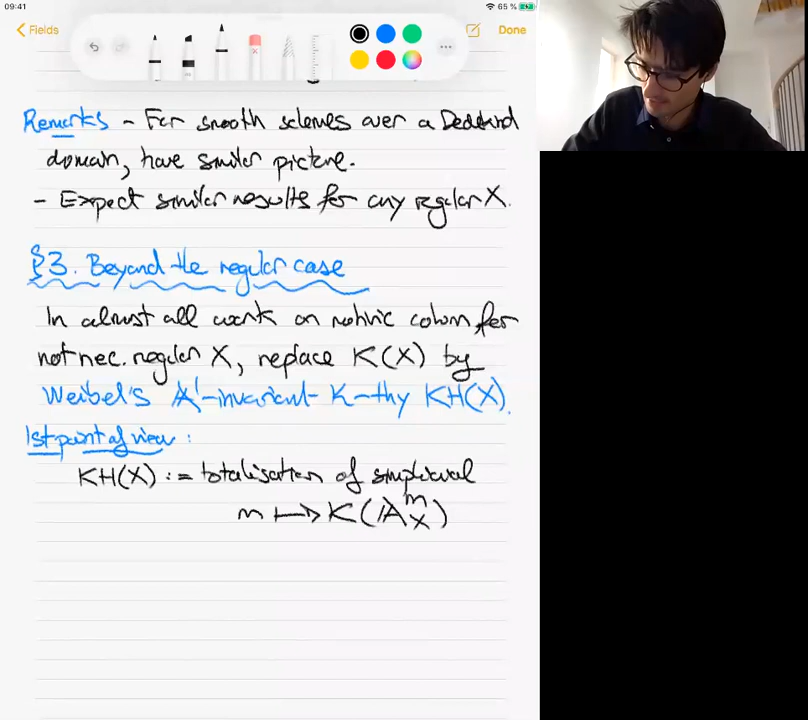 09:41
65 %
Fields
Done
Remarks - For smooth schemes over a Dedekind
domain, have similar picture.
- Expect similar results for any regular X.
§3. Beyond the regular case
In almost all work on motivic cohom, for
not nec. regular X, replace K(X) by
Weibel's A¹-invariant K-thy KH(X).
1st point of view :
KH(X) := totalisation of simplicial
m ↦ K(A^m_X)